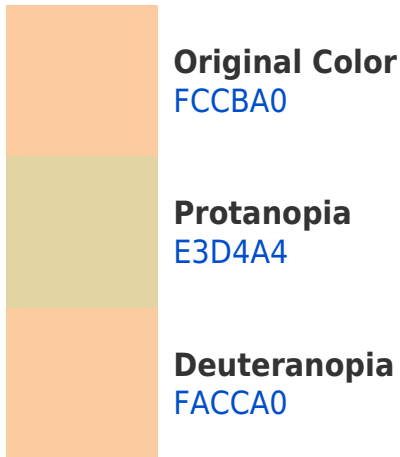 Original Color
FCCBA0
Protanopia
E3D4A4
Deuteranopia
FACCA0